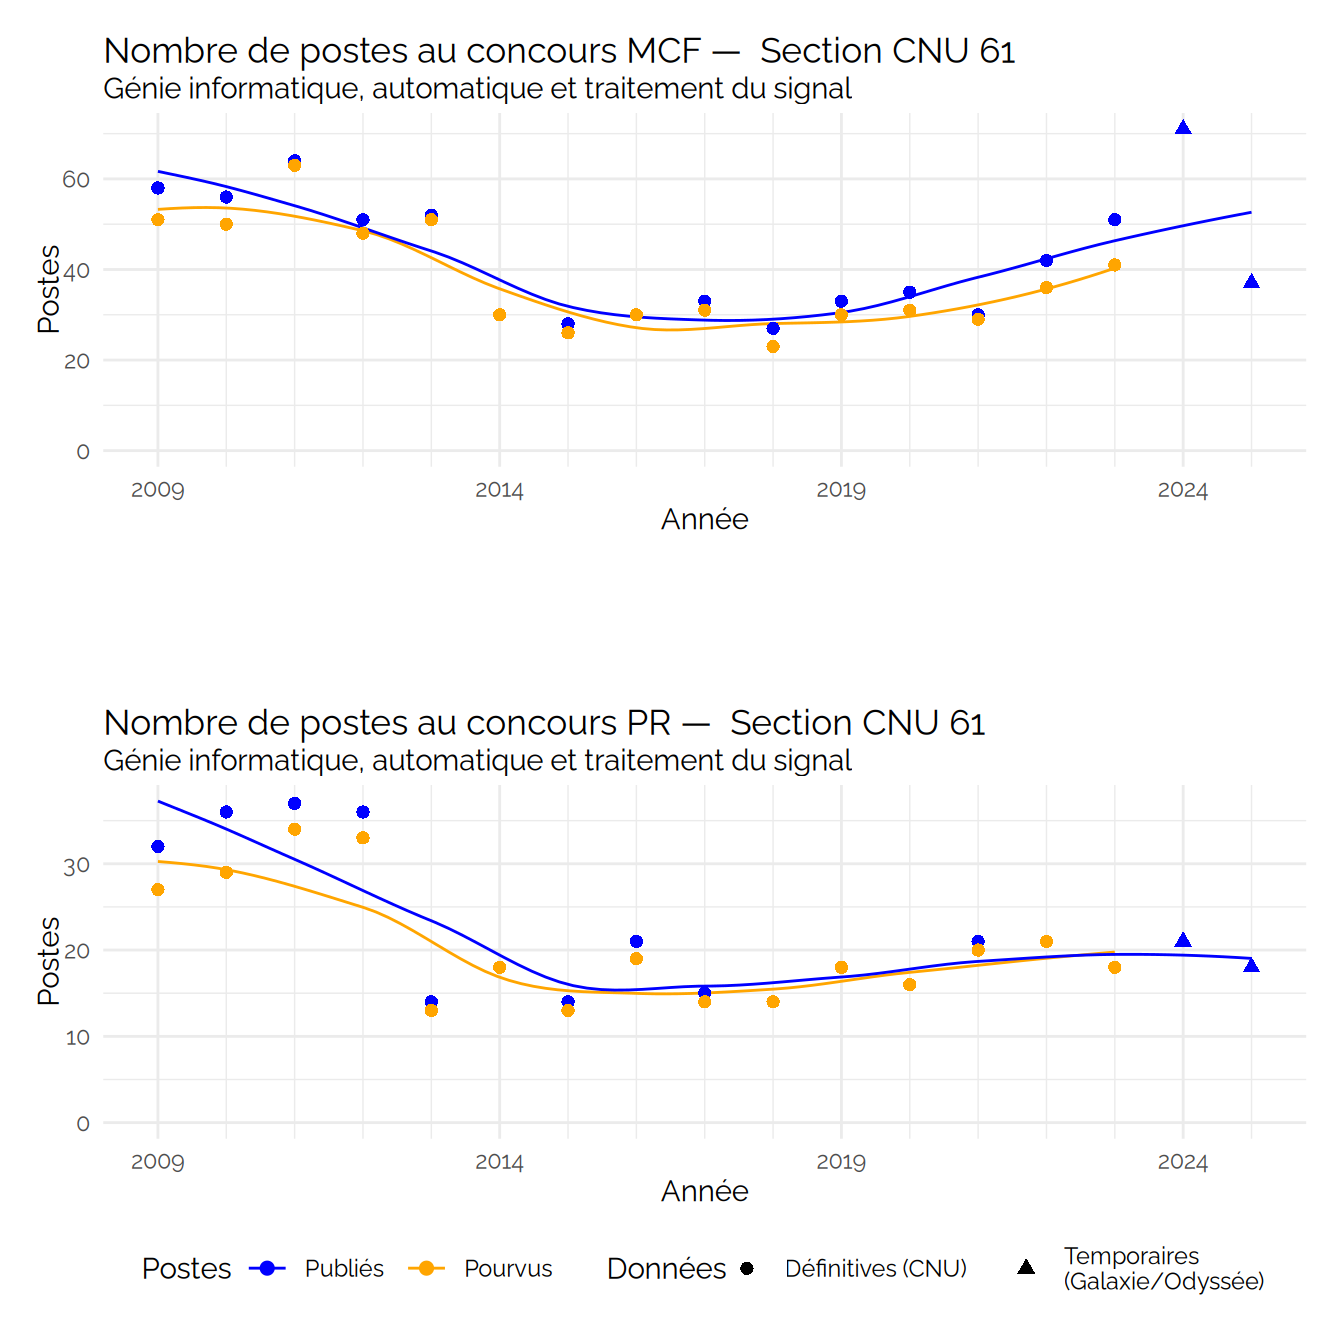 Nombre de postes au concours MCF —  Section CNU 61
Génie informatique, automatique et traitement du signal
Postes
60
40
20
0
2009 2014 2019 2024
Année
Nombre de postes au concours PR —  Section CNU 61
Génie informatique, automatique et traitement du signal
Postes
30
20
10
0
2009 2014 2019 2024
Année
Postes Publiés Pourvus Données Définitives (CNU) Temporaires
(Galaxie/Odyssée)